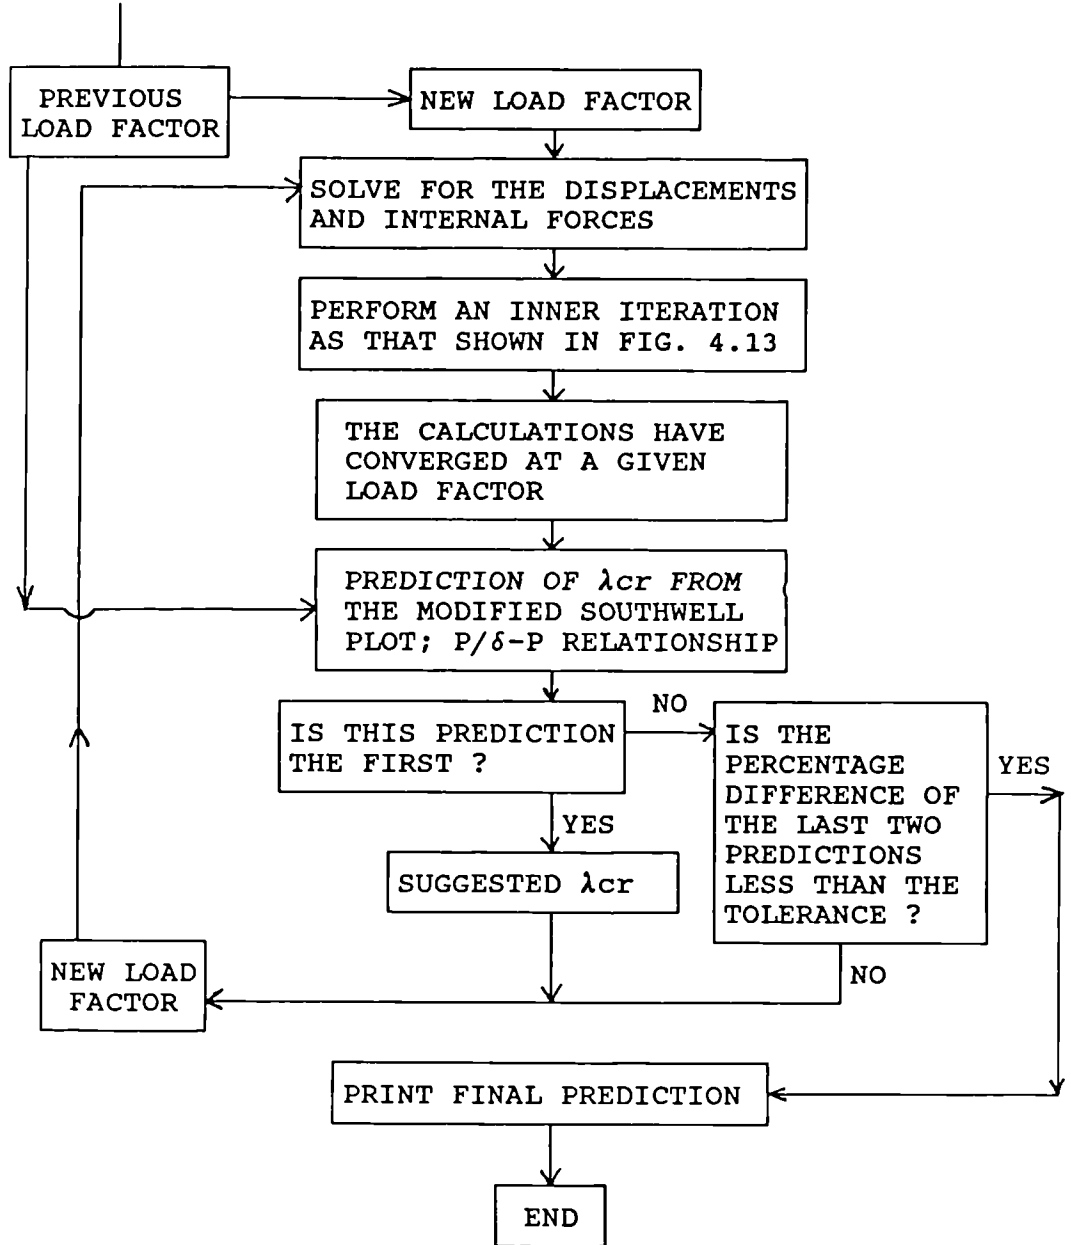 PREVIOUS
LOAD FACTOR
NEW LOAD FACTOR
SOLVE FOR THE DISPLACEMENTS
AND INTERNAL FORCES
PERFORM AN INNER ITERATION
AS THAT SHOWN IN FIG. 4.13
THE CALCULATIONS HAVE
CONVERGED AT A GIVEN
LOAD FACTOR
PREDICTION OF λcr FROM
THE MODIFIED SOUTHWELL
PLOT; P/δ-P RELATIONSHIP
IS THIS PREDICTION
THE FIRST ?
NO
IS THE
PERCENTAGE
DIFFERENCE OF
THE LAST TWO
PREDICTIONS
LESS THAN THE
TOLERANCE ?
YES
YES
SUGGESTED λcr
NO
NEW LOAD
FACTOR
PRINT FINAL PREDICTION
END